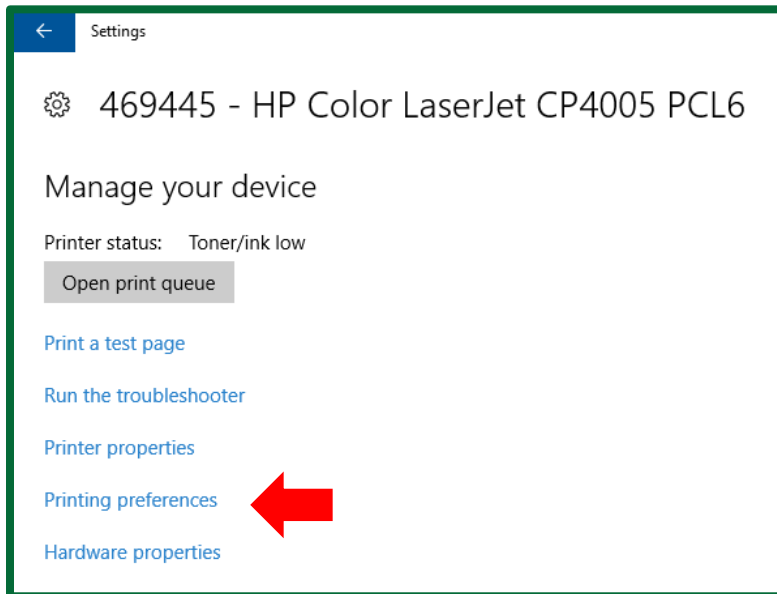 Settings
469445 - HP Color LaserJet CP4005 PCL6
Manage your device
Printer status: Toner/ink low
Open print queue
Print a test page
Run the troubleshooter
Printer properties
Printing preferences
Hardware properties